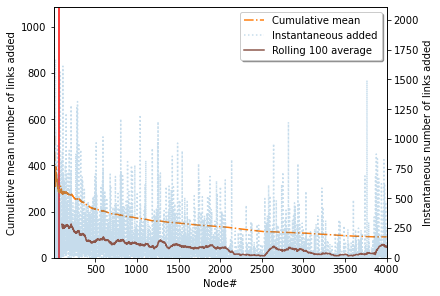 Cumulative mean number of links added
1000
800
600
400
200
0
Cumulative mean
Instantaneous added
Rolling 100 average
2000
1750
1500
1250
1000
750
500
250
0
Instantaneous number of links added
500 1000 1500 2000 2500 3000 3500 4000
Node#